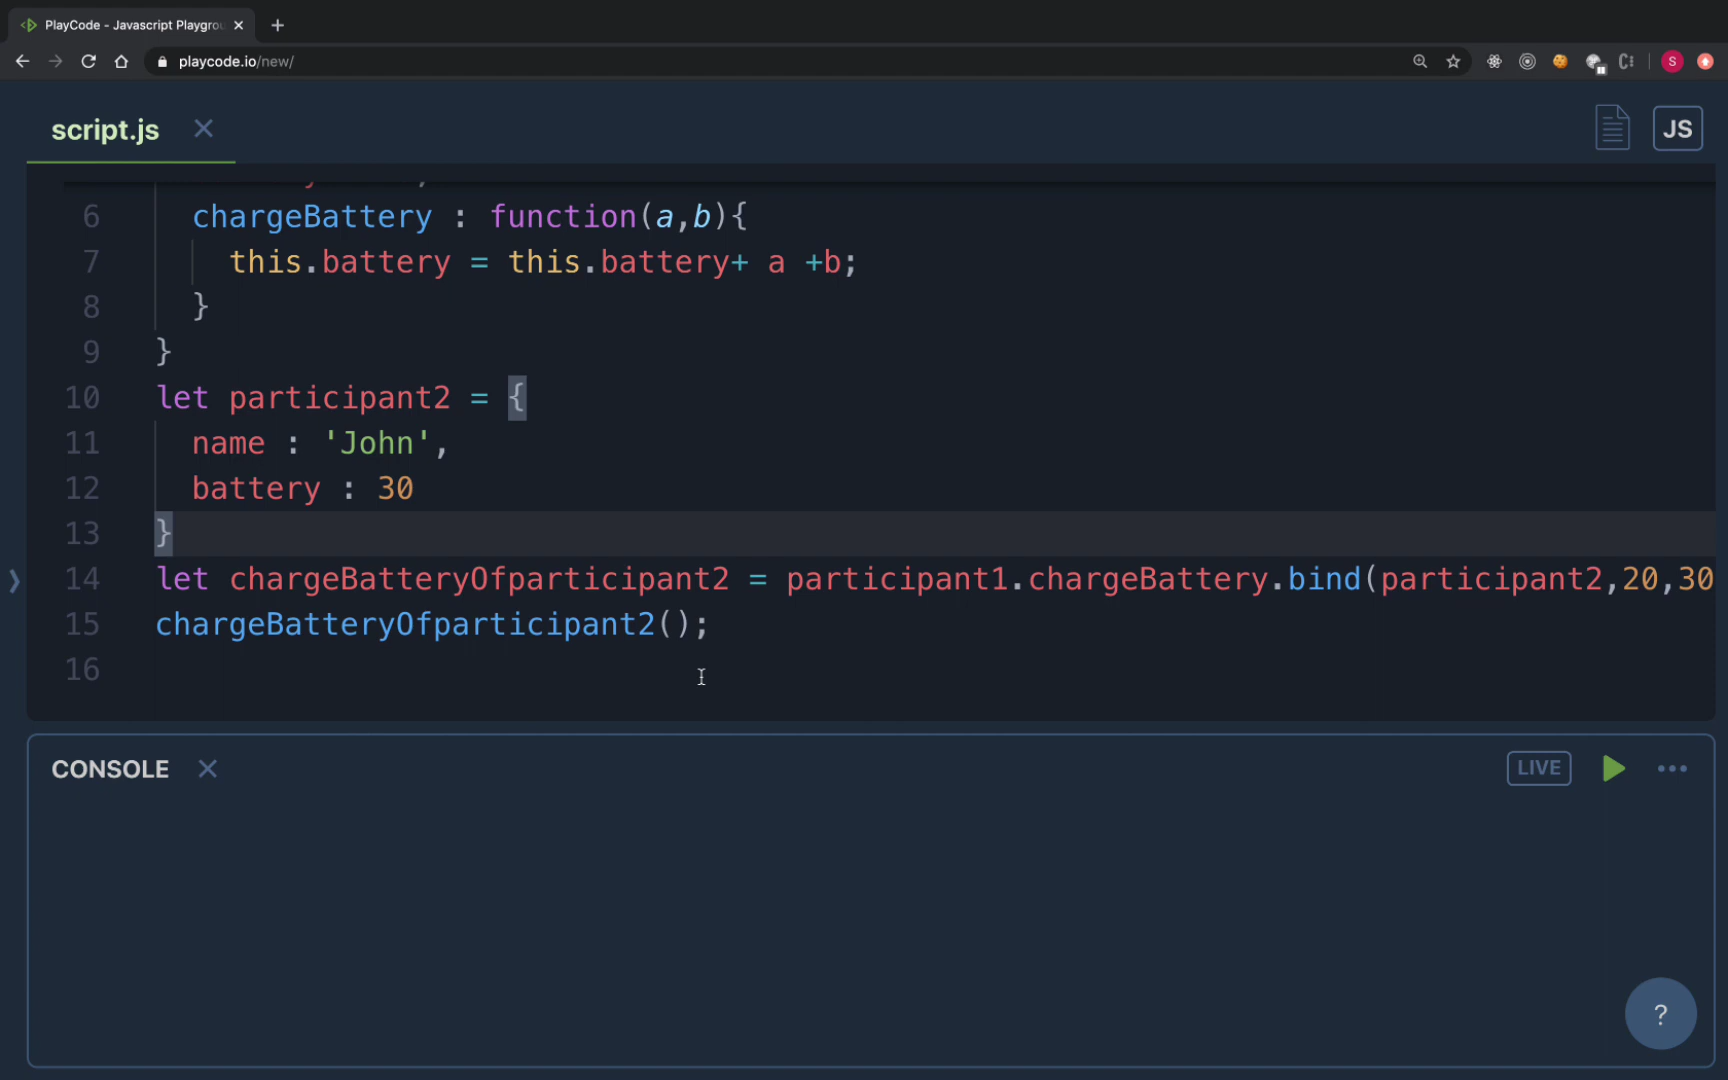 PlayCode - Javascript Playgrou
playcode.io/new/
S
script.js
JS
6 chargeBattery : function(a,b){
7 this.battery = this.battery+ a +b;
8 }
9 }
10 let participant2 = {
11 name : 'John',
12 battery : 30
13 }
14 let chargeBatteryOfparticipant2 = participant1.chargeBattery.bind(participant2,20,30
15 chargeBatteryOfparticipant2();
16
CONSOLE
LIVE
?